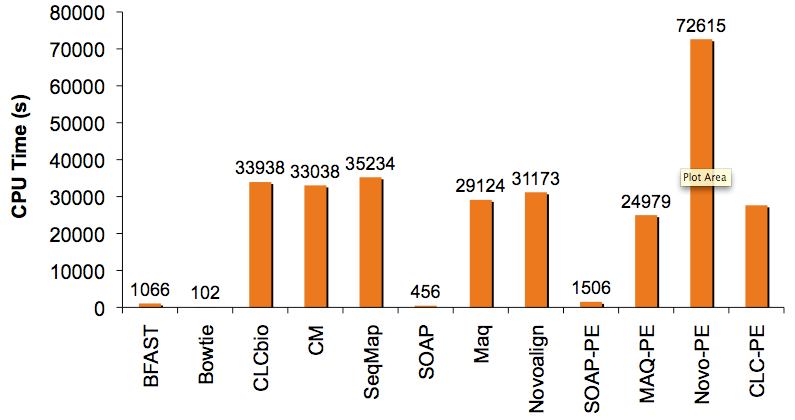 CPU Time (s)
80000
70000
60000
50000
40000
30000
20000
10000
0
1066
102
33938
33038
35234
456
29124
31173
1506
24979
72615
Plot Area
BFAST
Bowtie
CLCbio
CM
SeqMap
SOAP
Maq
Novoalign
SOAP-PE
MAQ-PE
Novo-PE
CLC-PE